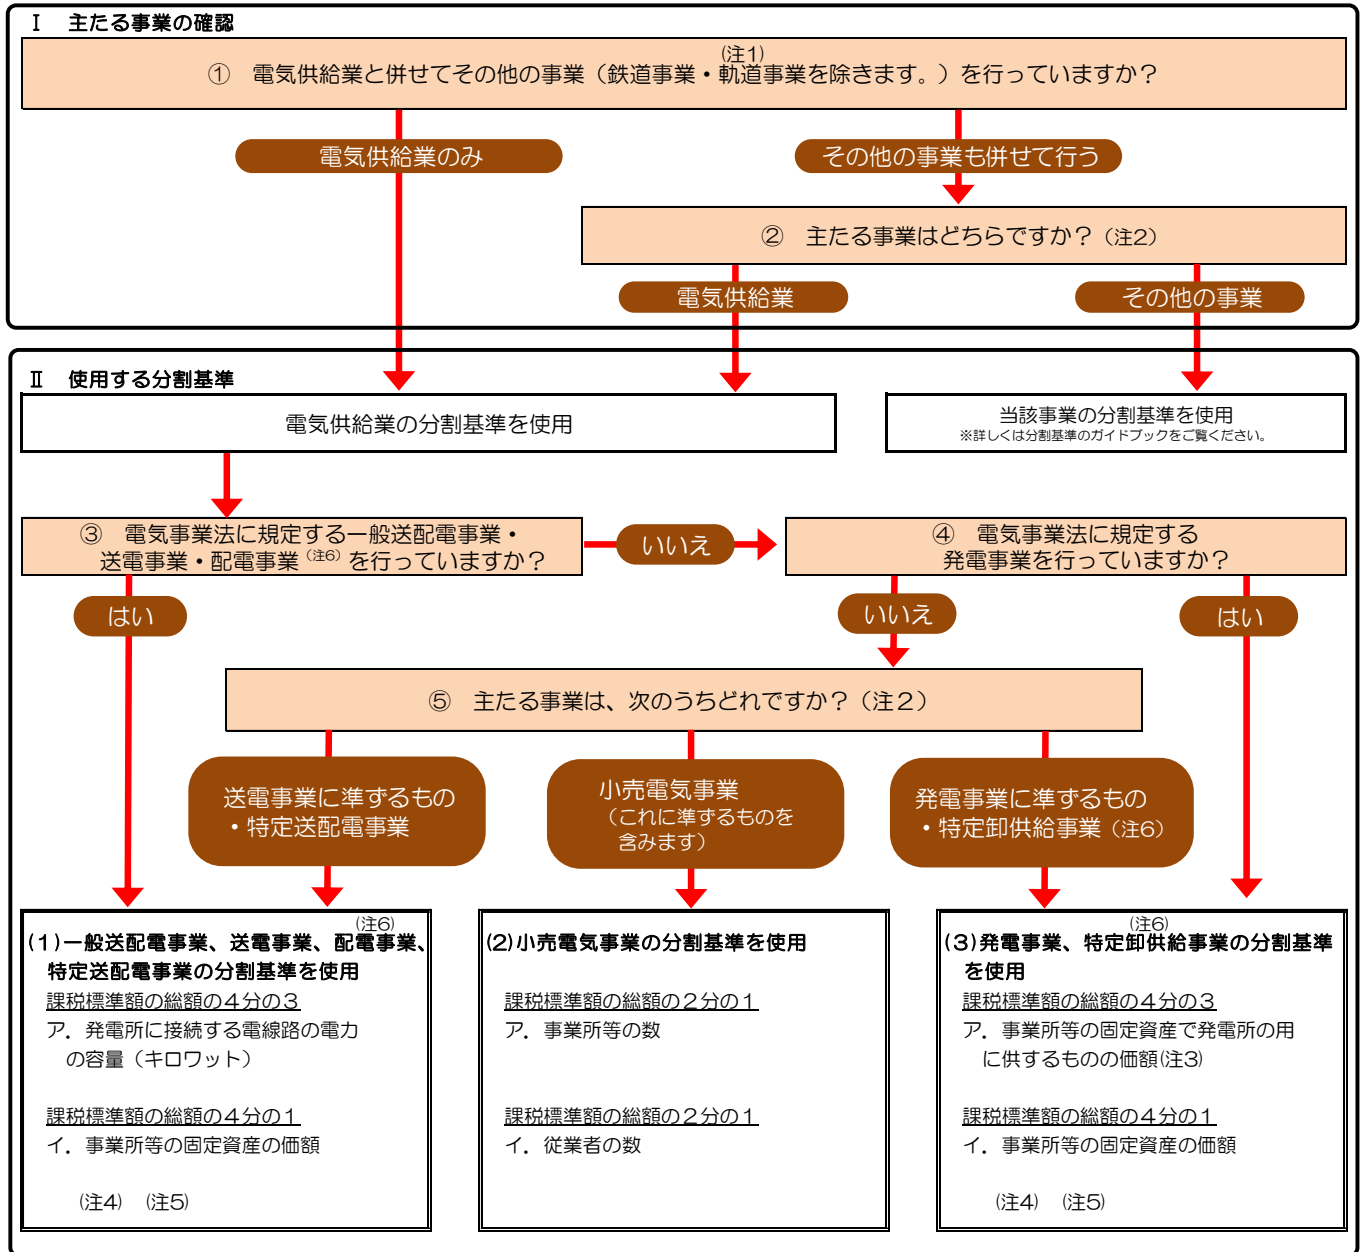 Ⅰ　主たる事業の確認
(注1)
①　電気供給業と併せてその他の事業（鉄道事業・軌道事業を除きます。）を行っていますか？
電気供給業のみ
その他の事業も併せて行う
②　主たる事業はどちらですか？（注2）
電気供給業
その他の事業
Ⅱ　使用する分割基準
電気供給業の分割基準を使用
当該事業の分割基準を使用
※詳しくは分割基準のガイドブックをご覧ください。
③　電気事業法に規定する一般送配電事業・
送電事業・配電事業（注6）を行っていますか？
いいえ
④　電気事業法に規定する
発電事業を行っていますか？
はい
いいえ
はい
⑤　主たる事業は、次のうちどれですか？（注２）
送電事業に準ずるもの
・特定送配電事業
小売電気事業
（これに準ずるものを
含みます）
発電事業に準ずるもの
・特定卸供給事業（注6）
(注6)
(1)一般送配電事業、送電事業、配電事業、
特定送配電事業の分割基準を使用
課税標準額の総額の４分の３
ア．発電所に接続する電線路の電力
の容量（キロワット）
課税標準額の総額の４分の１
イ．事業所等の固定資産の価額
(注4)　(注5)
(2)小売電気事業の分割基準を使用
課税標準額の総額の２分の１
ア．事業所等の数
課税標準額の総額の２分の１
イ．従業者の数
(注6)
(3)発電事業、特定卸供給事業の分割基準
を使用
課税標準額の総額の４分の３
ア．事業所等の固定資産で発電所の用
に供するものの価額(注3)
課税標準額の総額の４分の１
イ．事業所等の固定資産の価額
(注4)　(注5)